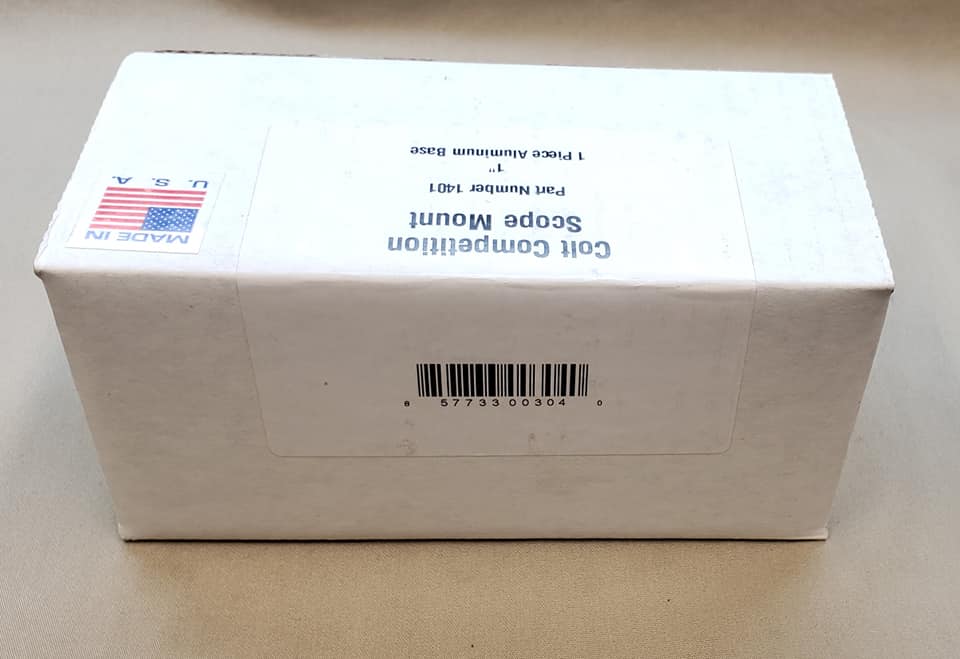 Colt Competition
Scope Mount
Part Number 1401
1"
1 Piece Aluminum Base
MADE IN
U. S. A.
8 57733 00304 0